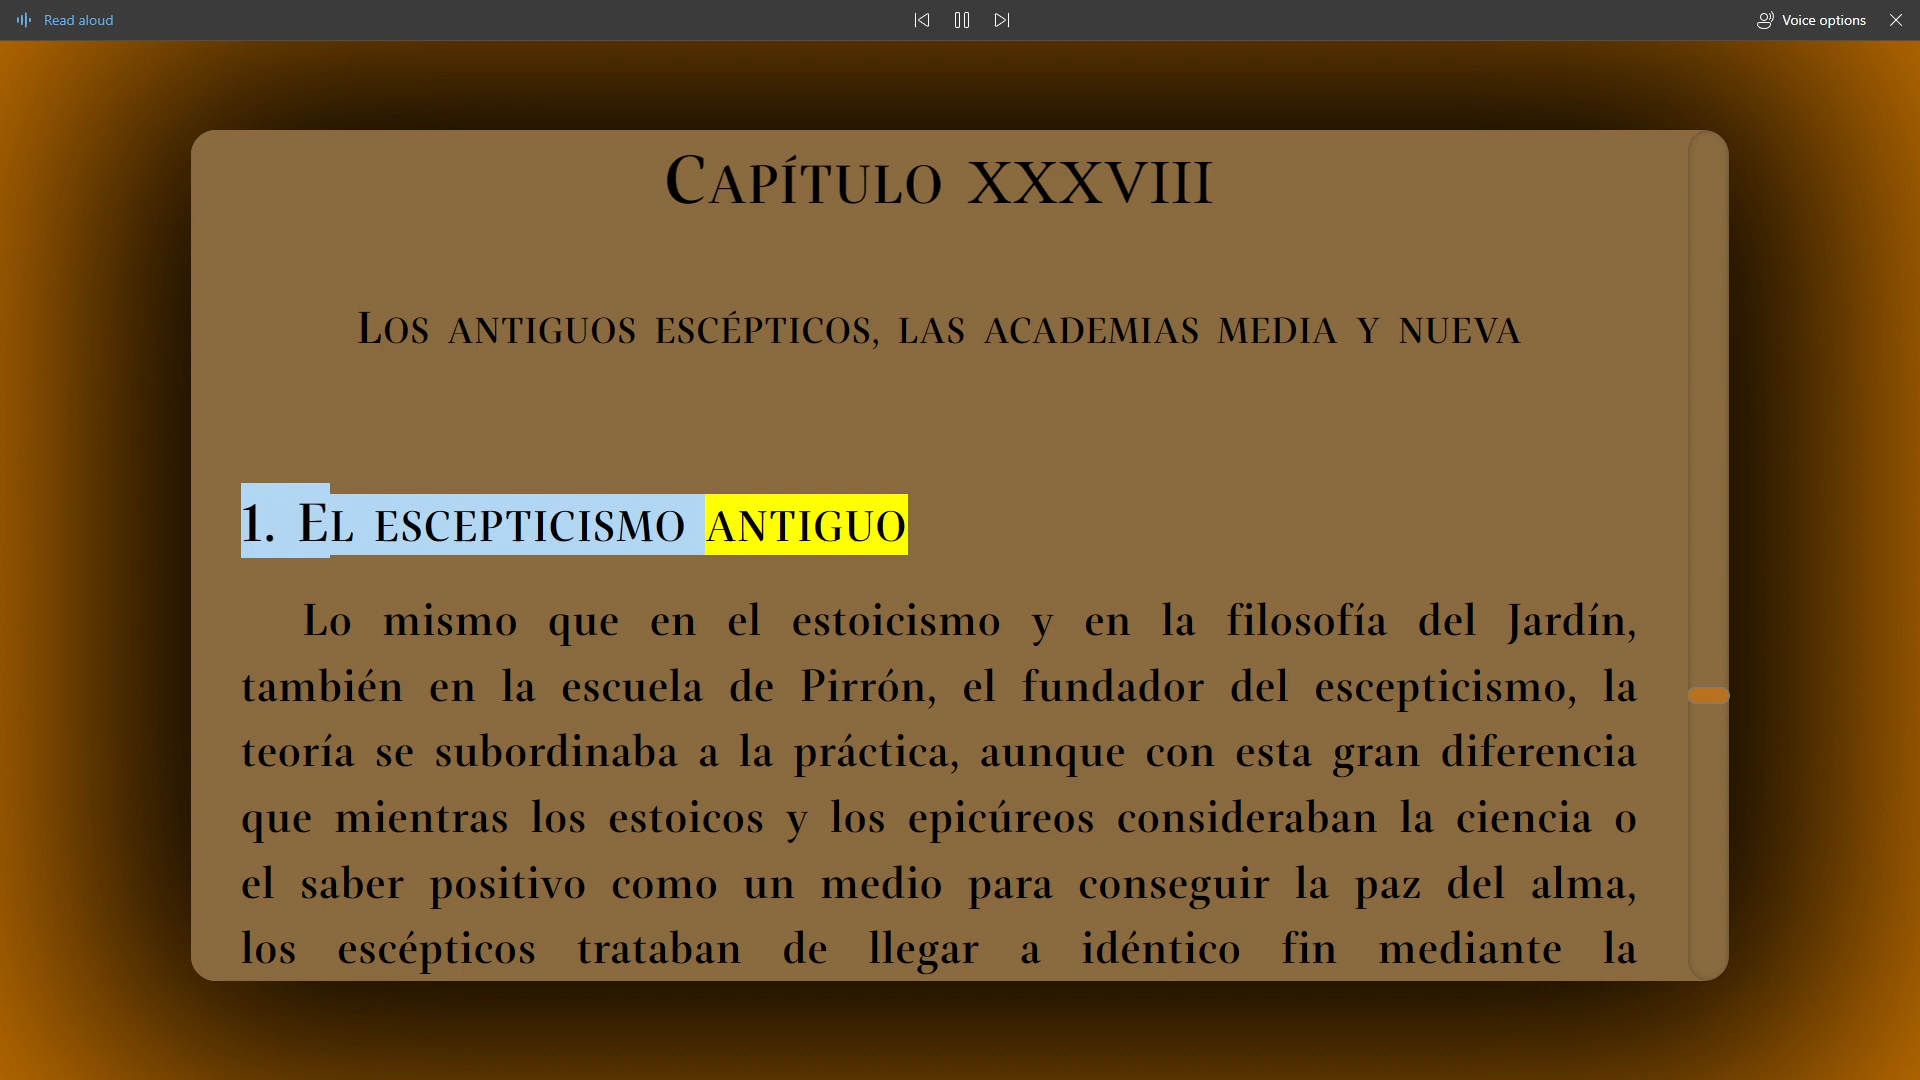 Read aloud
Voice options
Capítulo XXXVIII
Los antiguos escépticos, las academias media y nueva
1. El escepticismo antiguo
Lo mismo que en el estoicismo y en la filosofía del Jardín,
también en la escuela de Pirrón, el fundador del escepticismo, la
teoría se subordinaba a la práctica, aunque con esta gran diferencia
que mientras los estoicos y los epicúreos consideraban la ciencia o
el saber positivo como un medio para conseguir la paz del alma,
los escépticos trataban de llegar a idéntico fin mediante la